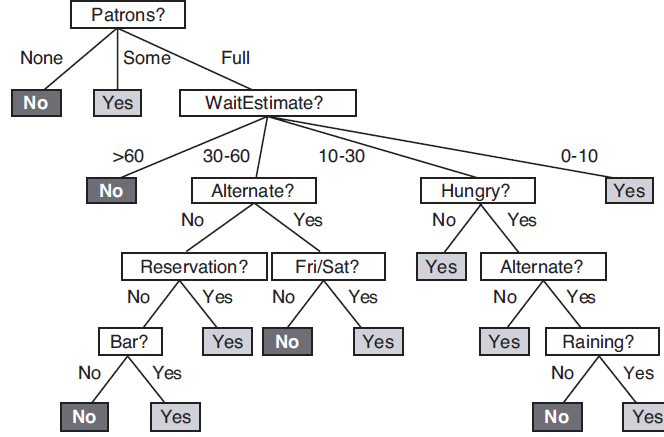 Patrons?
None Some Full
No Yes WaitEstimate?
>60 30-60 10-30 0-10
No Alternate? Hungry? Yes
No Yes No Yes
Reservation? Fri/Sat? Yes Alternate?
No Yes No Yes No Yes
Bar? Yes No Yes Yes Raining?
No Yes No Yes
No Yes No Yes